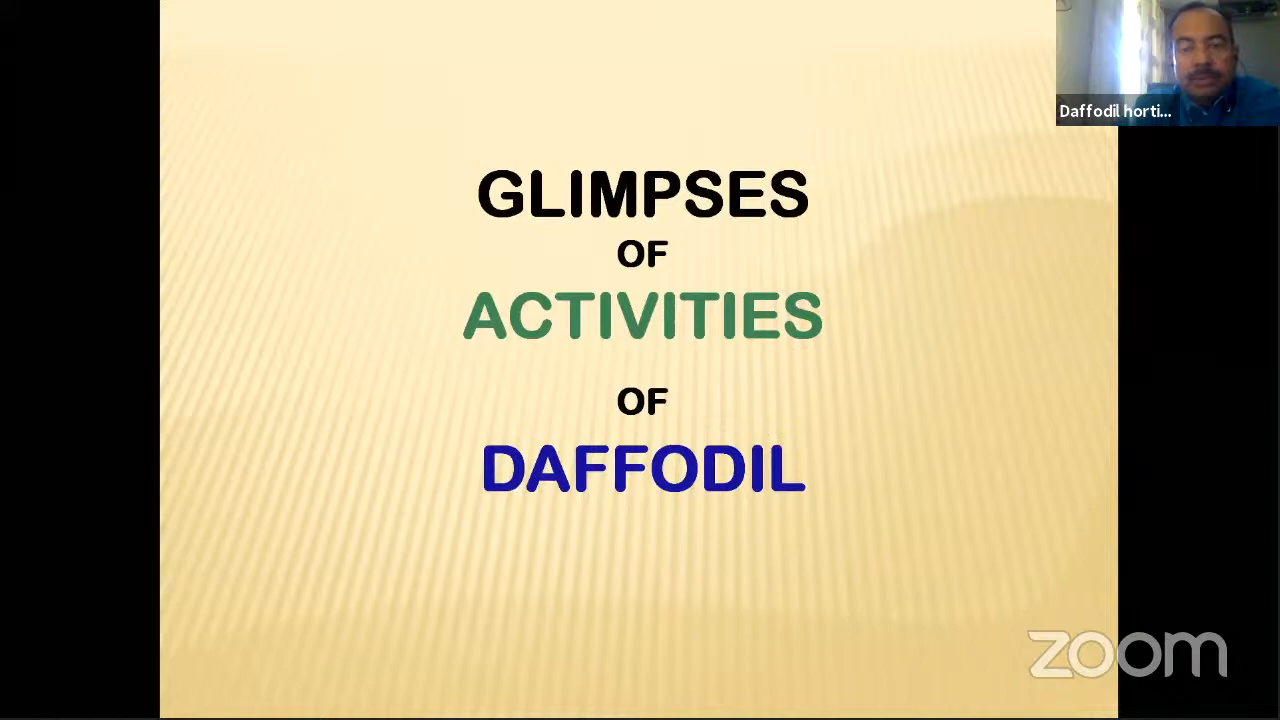 Daffodil horti...
GLIMPSES
OF
ACTIVITIES
OF
DAFFODIL
zoom